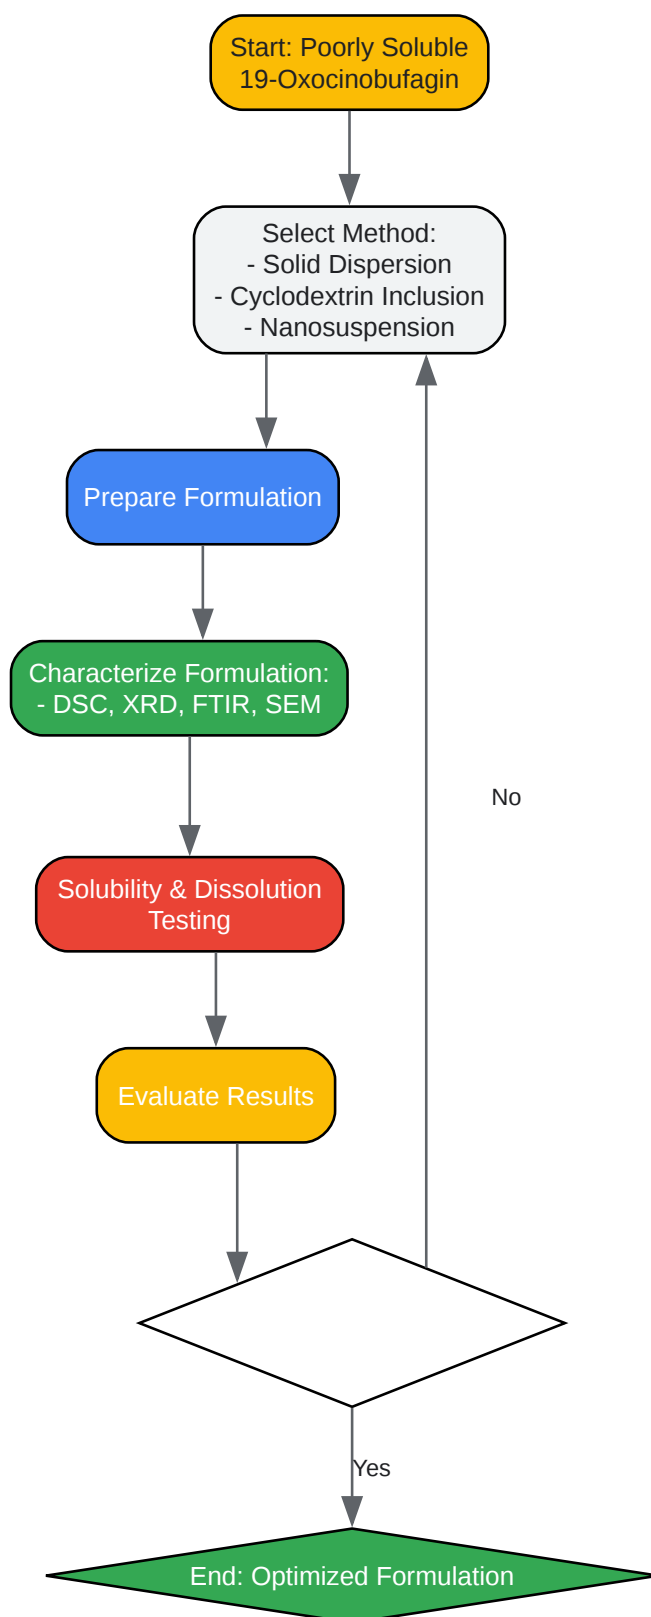 Start: Poorly Soluble
19-Oxocinobufagin
Select Method:
- Solid Dispersion
- Cyclodextrin Inclusion
- Nanosuspension
Prepare Formulation
Characterize Formulation:
- DSC, XRD, FTIR, SEM
No
Solubility & Dissolution
Testing
Evaluate Results
Yes
End: Optimized Formulation